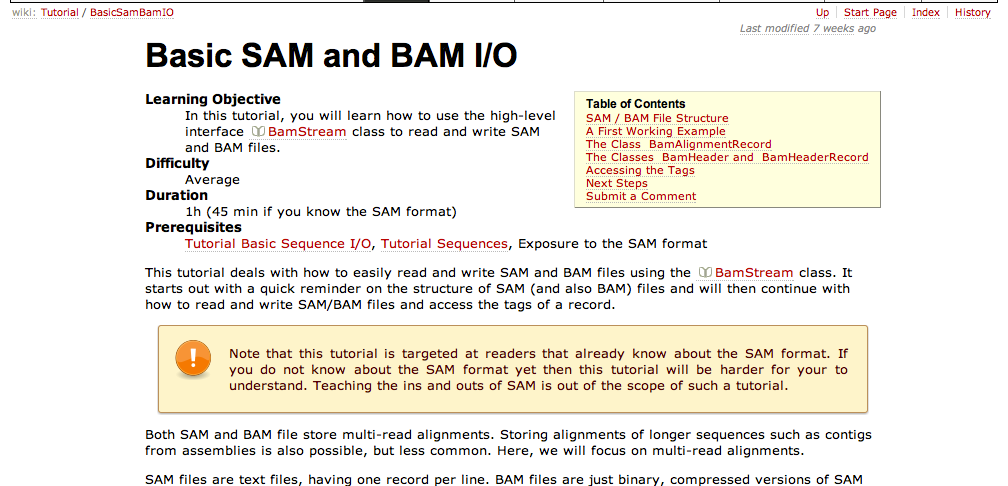 wiki: Tutorial / BasicSamBamIO
Up | Start Page | Index | History
Last modified 7 weeks ago
Basic SAM and BAM I/O
Learning Objective
In this tutorial, you will learn how to use the high-level
interface BamStream class to read and write SAM
and BAM files.
Difficulty
Average
Duration
1h (45 min if you know the SAM format)
Prerequisites
Tutorial Basic Sequence I/O, Tutorial Sequences, Exposure to the SAM format
Table of Contents
SAM / BAM File Structure
A First Working Example
The Class BamAlignmentRecord
The Classes BamHeader and BamHeaderRecord
Accessing the Tags
Next Steps
Submit a Comment
This tutorial deals with how to easily read and write SAM and BAM files using the BamStream class. It
starts out with a quick reminder on the structure of SAM (and also BAM) files and will then continue with
how to read and write SAM/BAM files and access the tags of a record.
Note that this tutorial is targeted at readers that already know about the SAM format. If
you do not know about the SAM format yet then this tutorial will be harder for your to
understand. Teaching the ins and outs of SAM is out of the scope of such a tutorial.
Both SAM and BAM file store multi-read alignments. Storing alignments of longer sequences such as contigs
from assemblies is also possible, but less common. Here, we will focus on multi-read alignments.
SAM files are text files, having one record per line. BAM files are just binary, compressed versions of SAM